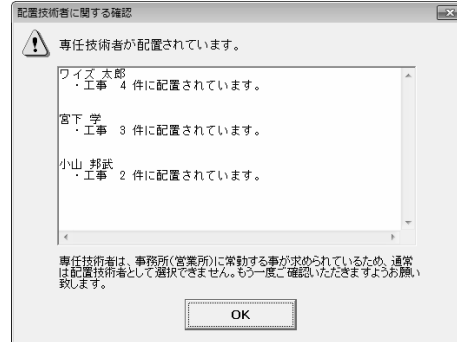 配置技術者に関する確認
専任技術者が配置されています。
ワイズ 太郎
・工事 4 件に配置されています。
宮下 学
・工事 3 件に配置されています。
小山 邦武
・工事 2 件に配置されています。
専任技術者は、事務所(営業所)に常勤する事が求められているため、通常
は配置技術者として選択できません。もう一度ご確認いただきますようお願い
致します。
OK